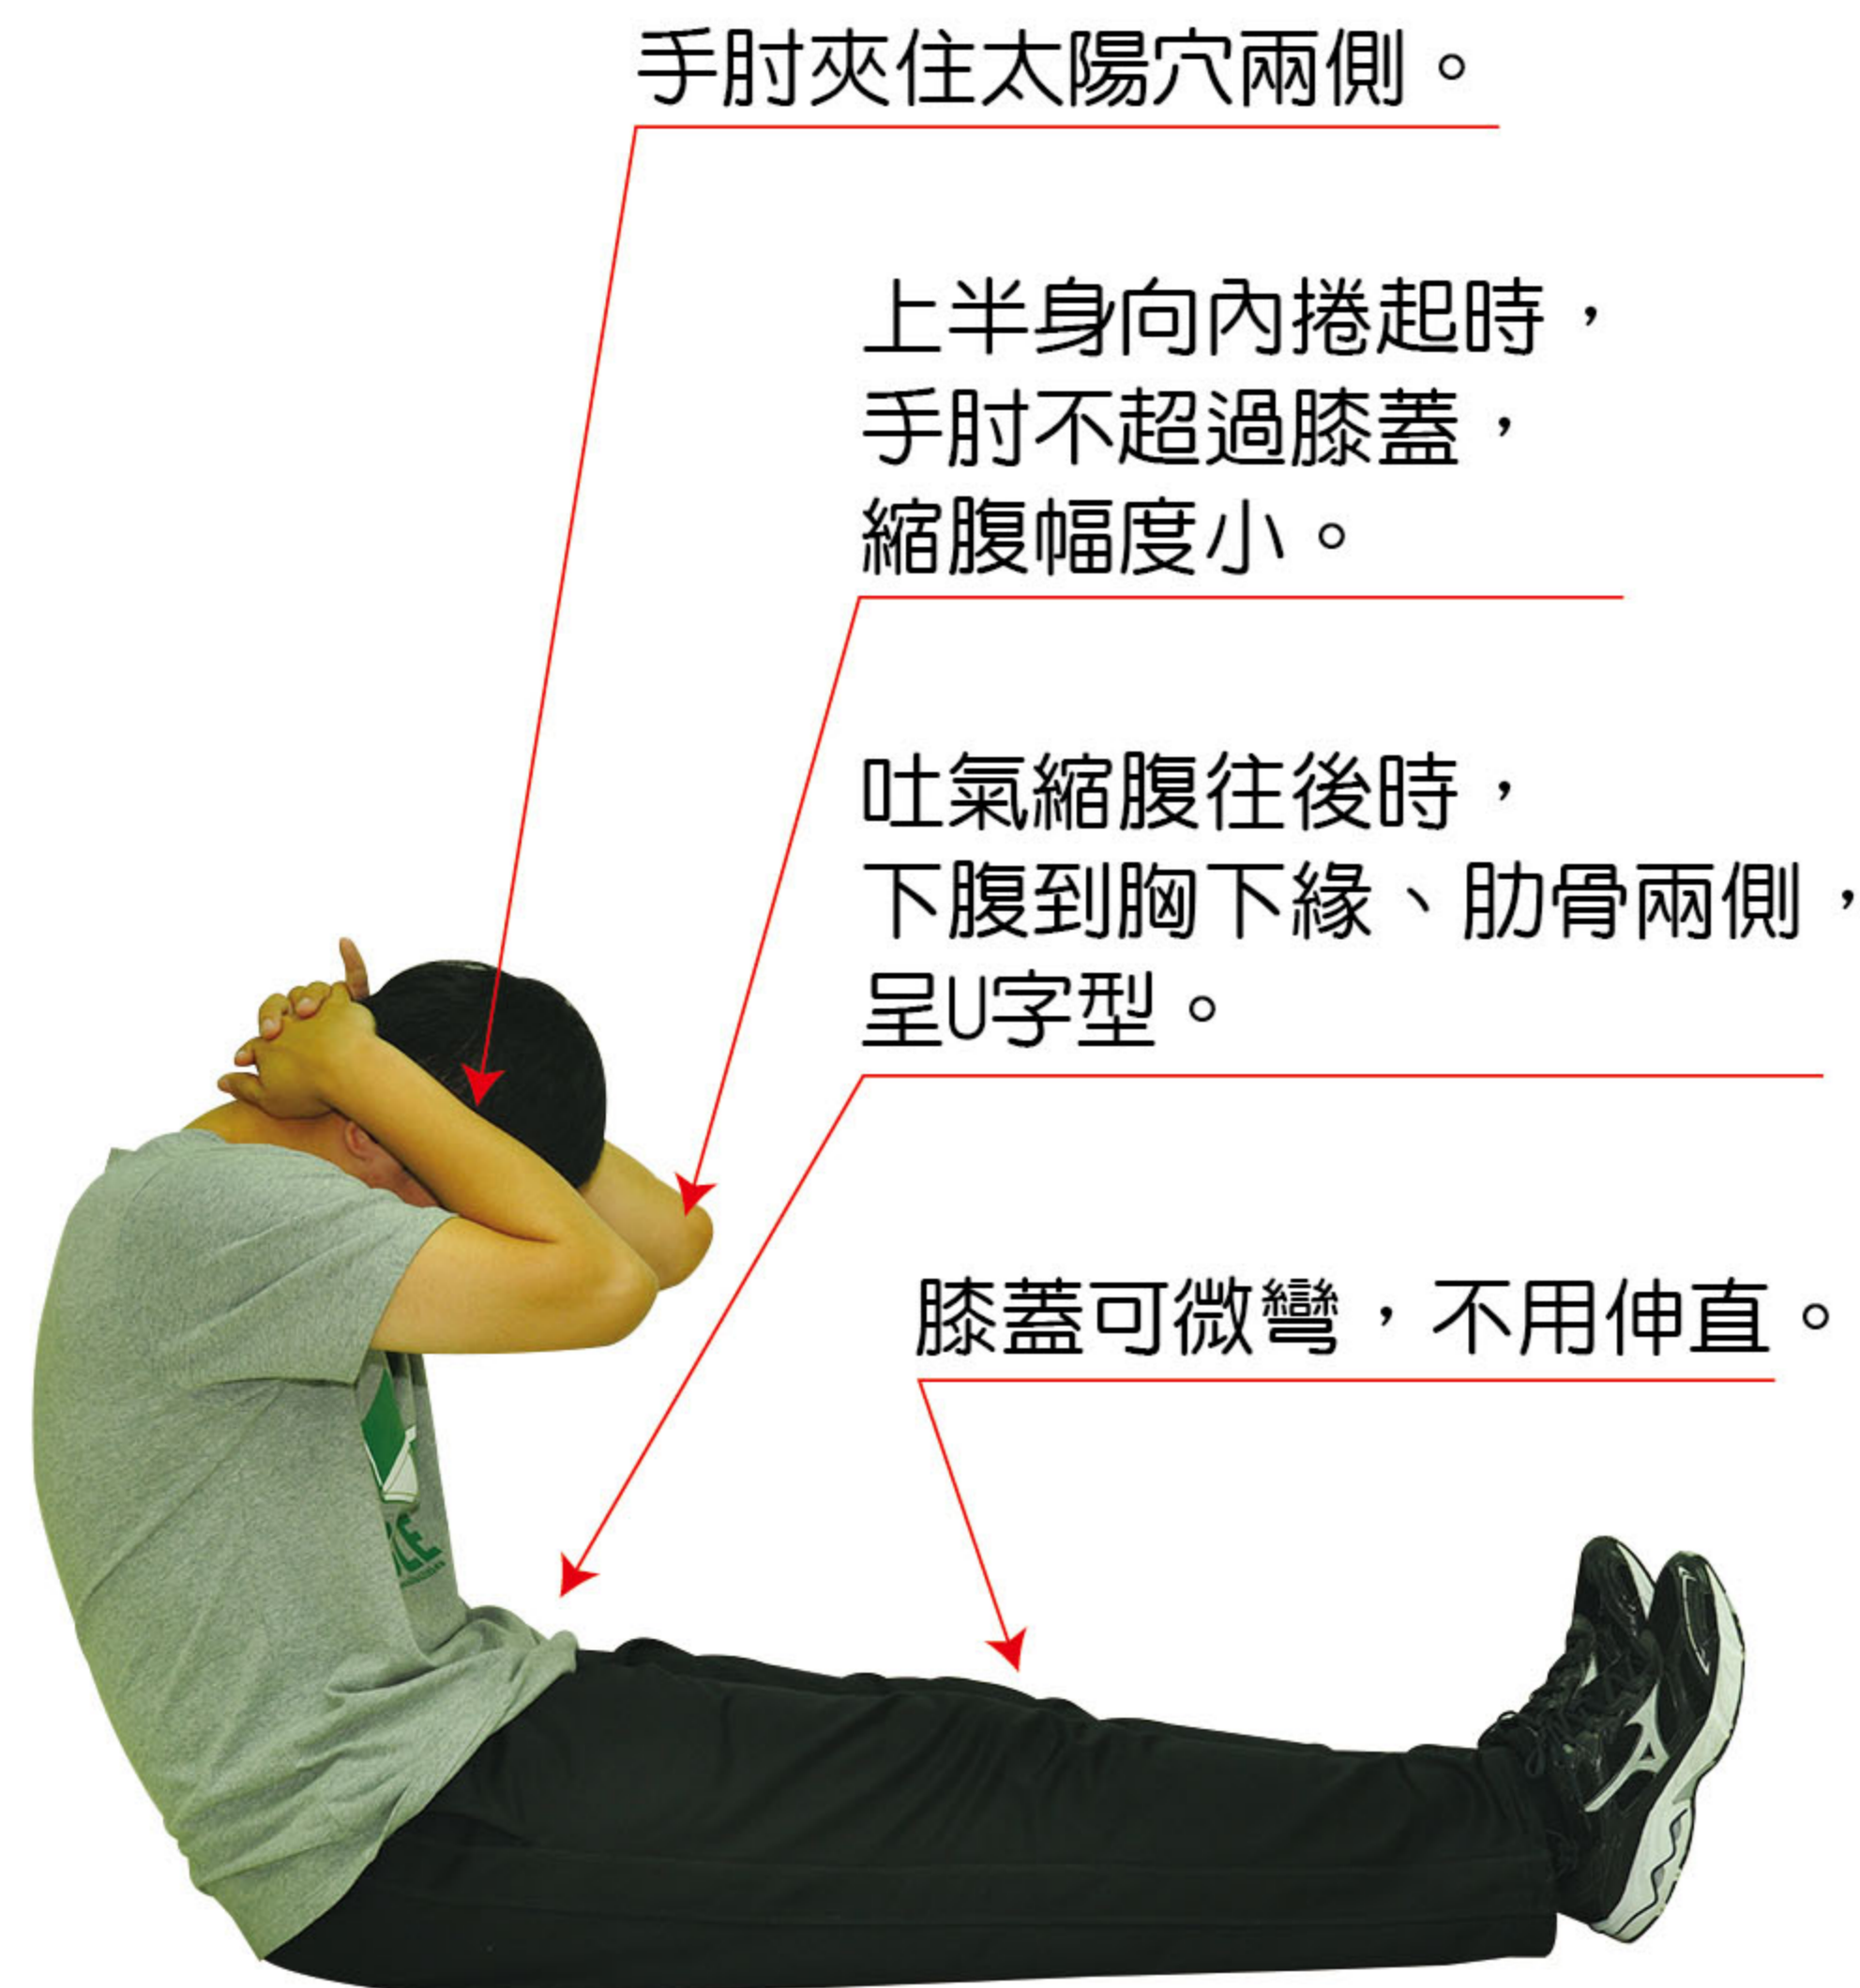 手肘夾住太陽穴兩側。
上半身向內捲起時，
手肘不超過膝蓋，
縮腹幅度小。
吐氣縮腹往後時，
下腹到胸下緣、肋骨兩側，
呈U字型。
膝蓋可微彎，不用伸直。